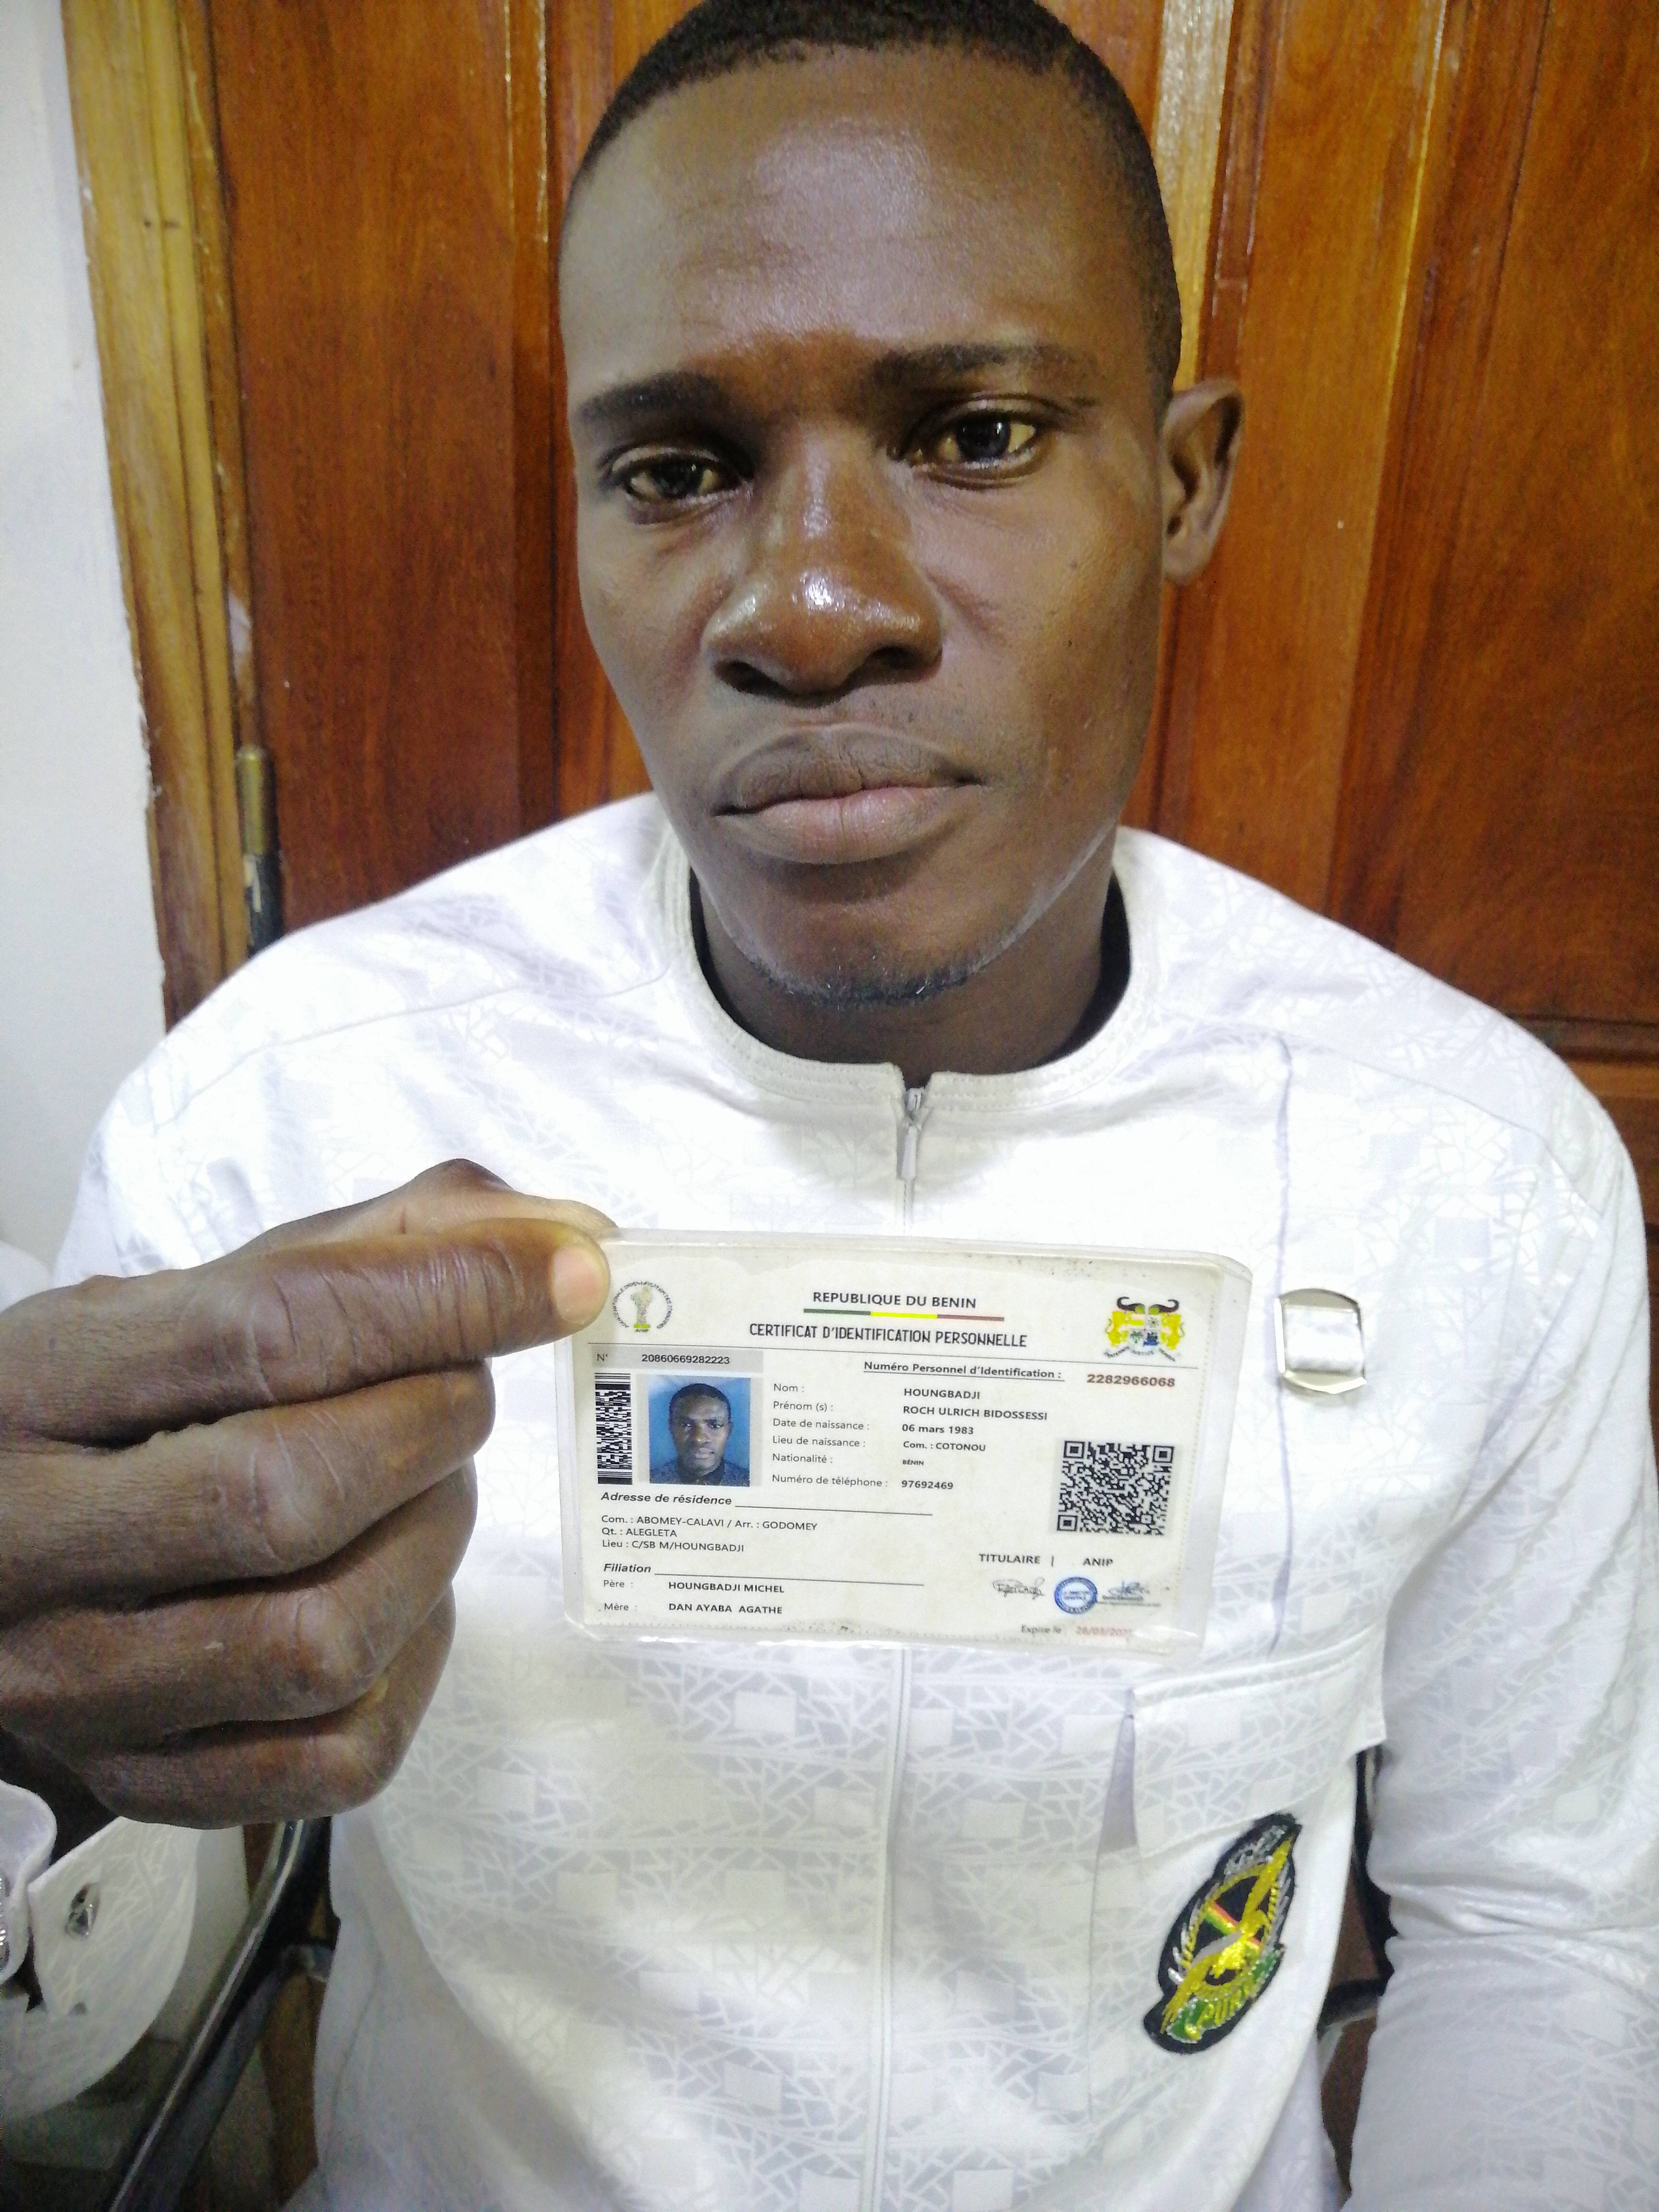 REPUBLIQUE DU BENIN
CERTIFICAT D'IDENTIFICATION PERSONNELLE
N° 20860669282223
Numéro Personnel d'Identification : 2282966068
Nom : HOUNGBADJI
Prénom (s) : ROCH ULRICH BIDOSSESSI
Date de naissance : 06 mars 1983
Lieu de naissance : Com. : COTONOU
Nationalité : BÉNIN
Numéro de téléphone : 97692469
Adresse de résidence
Com. : ABOMEY-CALAVI / Arr. : GODOMEY
Qt. : ALEGLETA
Lieu : C/SB M/HOUNGBADJI
Filiation
Père : HOUNGBADJI MICHEL
Mère : DAN AYABA AGATHE
TITULAIRE | ANIP
Expire le